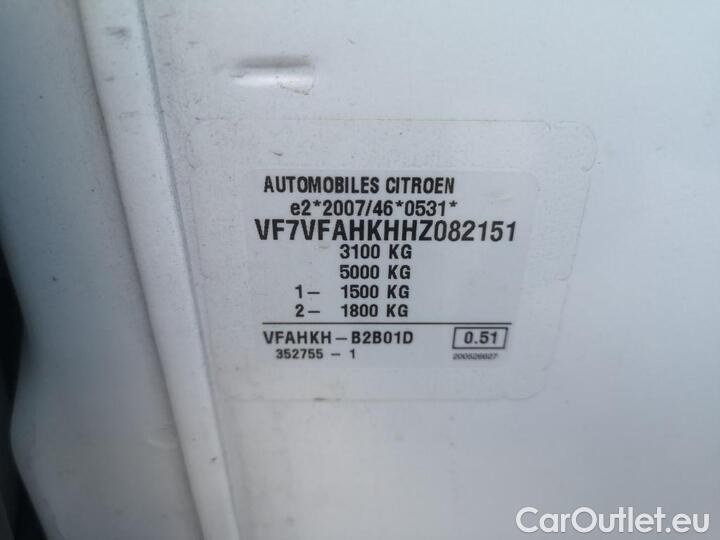 AUTOMOBILES CITROEN
e2*2007/46*0531*
VF7VFAHKHHZ082151
3100 KG
5000 KG
1- 1500 KG
2- 1800 KG
VFAHKH-B2B01D 0.51
352755-1 200526627
CarOutlet.eu